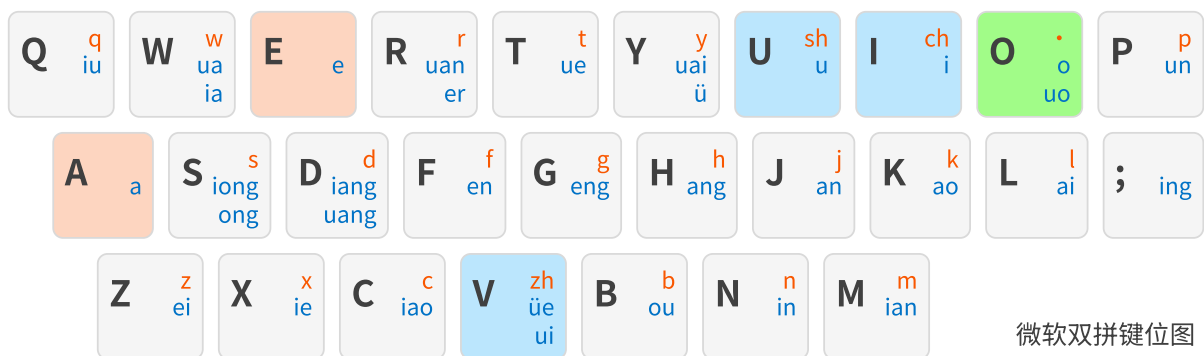 Q q iu
W w ua ia
E e
R r uan er
T t ue
Y y uai ü
U sh u
I ch i
O • o uo
P p un
A a
S s iong ong
D d iang uang
F f en
G g eng
H h ang
J j an
K k ao
L l ai
; ing
Z z ei
X x ie
C c iao
V zh üe ui
B b ou
N n in
M m ian
微软双拼键位图